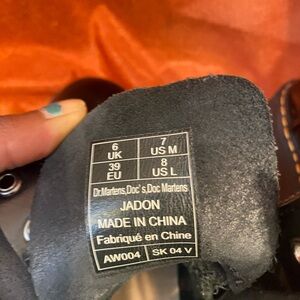 6 7
UK US M
39 8
EU US L
Dr.Martens,Doc's,Doc Martens
JADON
MADE IN CHINA
Fabriqué en Chine
AW004 SK 04 V